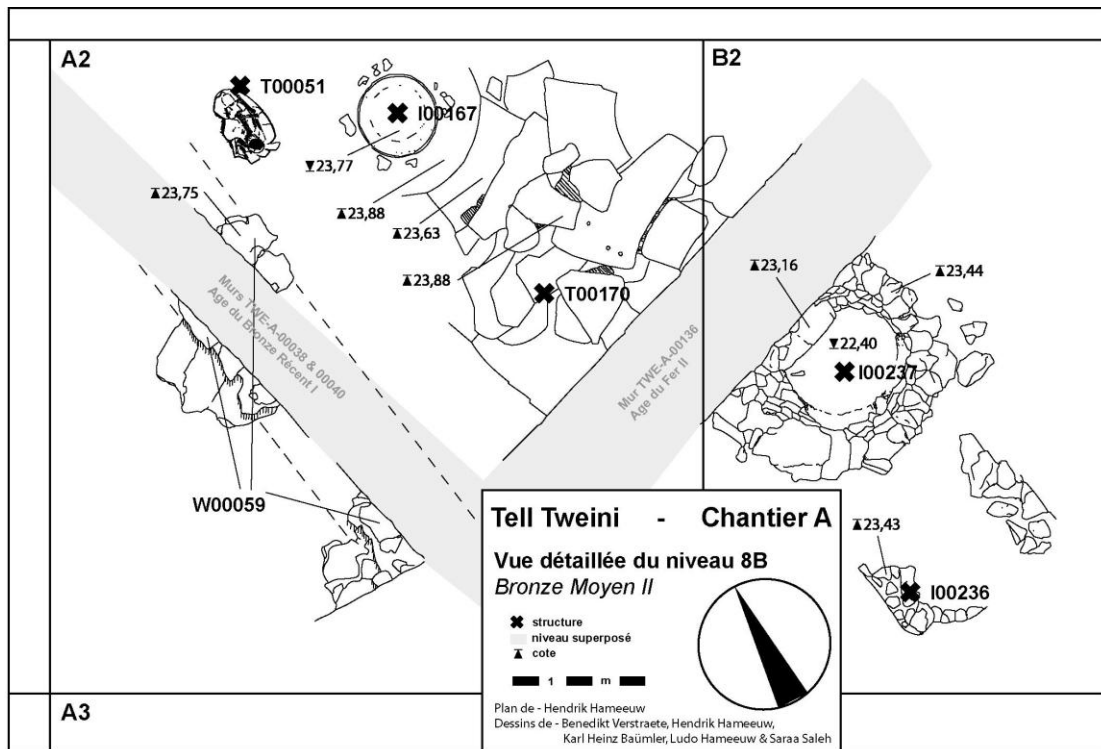 A2
B2
T00051
I00167
23,77
23,75
23,88
23,63
23,88
T00170
23,16
23,44
22,40
I00237
Murs TWE-A-00038 & 00040
Age du Bronze Récent I
Mur TWE-A-00136
Age du Fer II
W00059
23,43
I00236
Tell Tweini - Chantier A
Vue détaillée du niveau 8B
Bronze Moyen II
structure
niveau superposé
cote
1 m
Plan de - Hendrik Hameeuw
Dessins de - Benedikt Verstraete, Hendrik Hameeuw,
Karl Heinz Baümler, Ludo Hameeuw & Saraa Saleh
A3